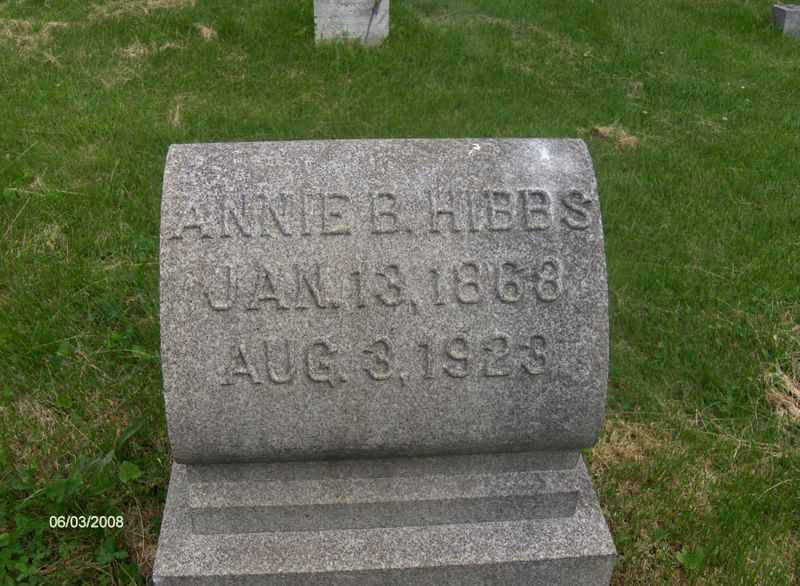 ANNIE B. HIBBS
JAN. 13, 1868
AUG. 3, 1923
06/03/2008